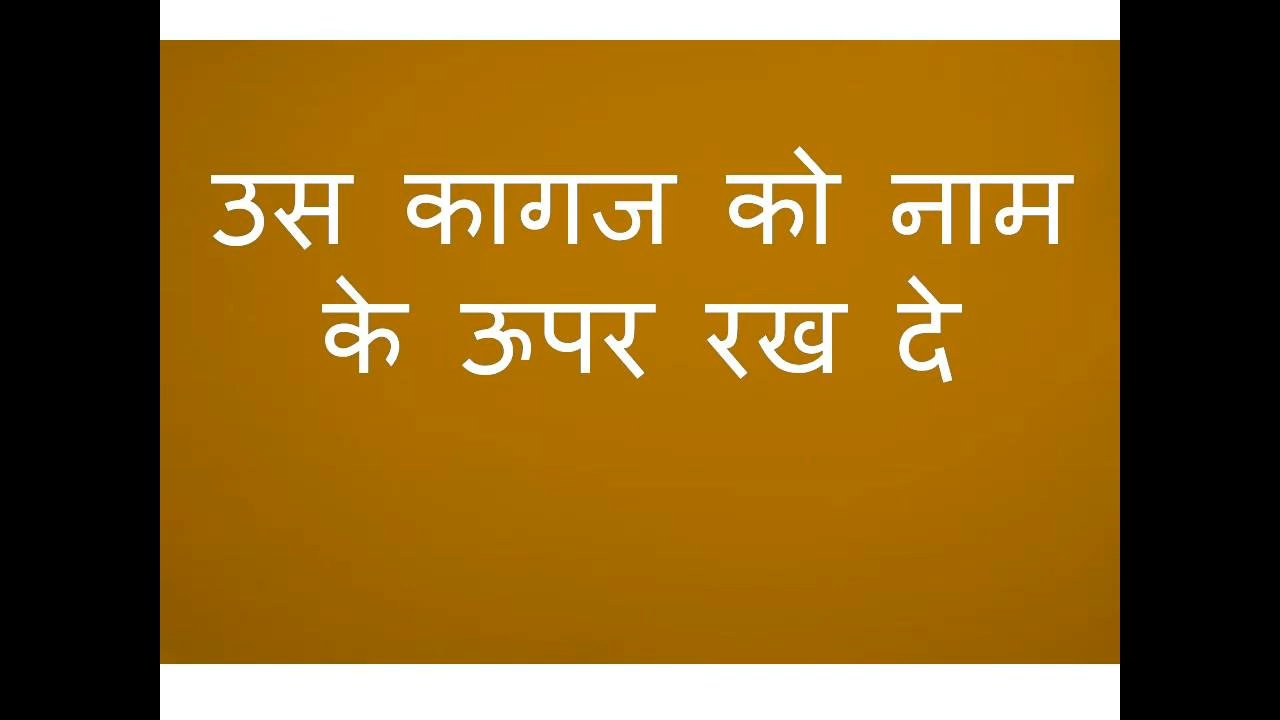 उस कागज को नाम
के ऊपर रख दे